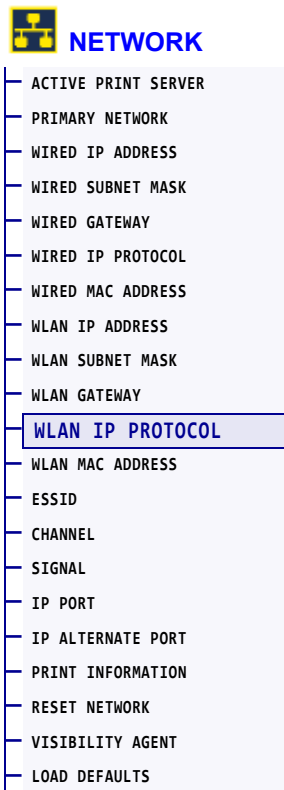 NETWORK
ACTIVE PRINT SERVER
PRIMARY NETWORK
WIRED IP ADDRESS
WIRED SUBNET MASK
WIRED GATEWAY
WIRED IP PROTOCOL
WIRED MAC ADDRESS
WLAN IP ADDRESS
WLAN SUBNET MASK
WLAN GATEWAY
WLAN IP PROTOCOL
WLAN MAC ADDRESS
ESSID
CHANNEL
SIGNAL
IP PORT
IP ALTERNATE PORT
PRINT INFORMATION
RESET NETWORK
VISIBILITY AGENT
LOAD DEFAULTS